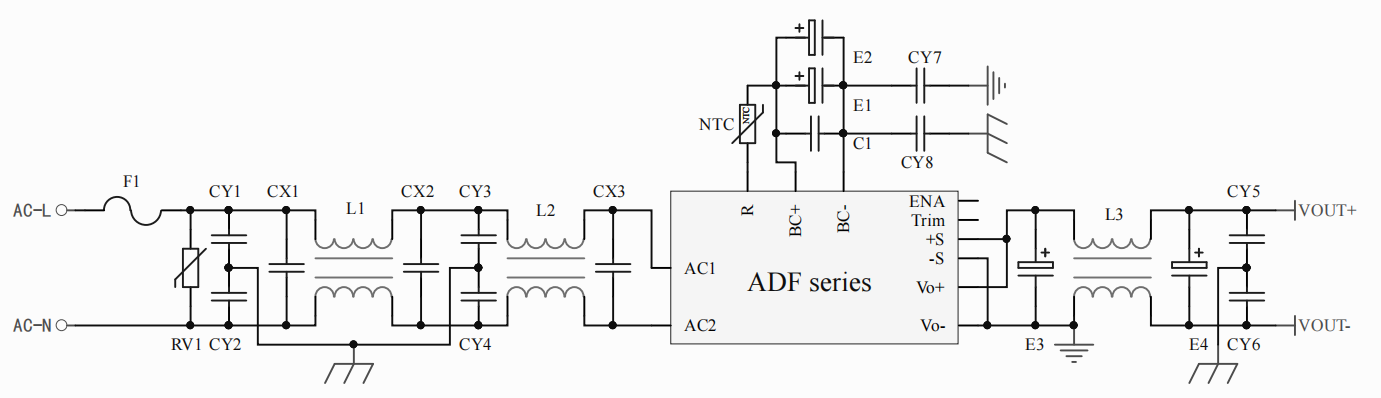 E2
CY7
E1
NTC
NTC
C1
CY8
F1
CY1
CX1
L1
CX2
CY3
L2
CX3
CY5
AC-L
R
BC+
BC-
ENA
Trim
+S
-S
Vo+
Vo-
L3
VOUT+
AC1
ADF series
AC2
AC-N
VOUT-
RV1
CY2
CY4
E3
E4
CY6